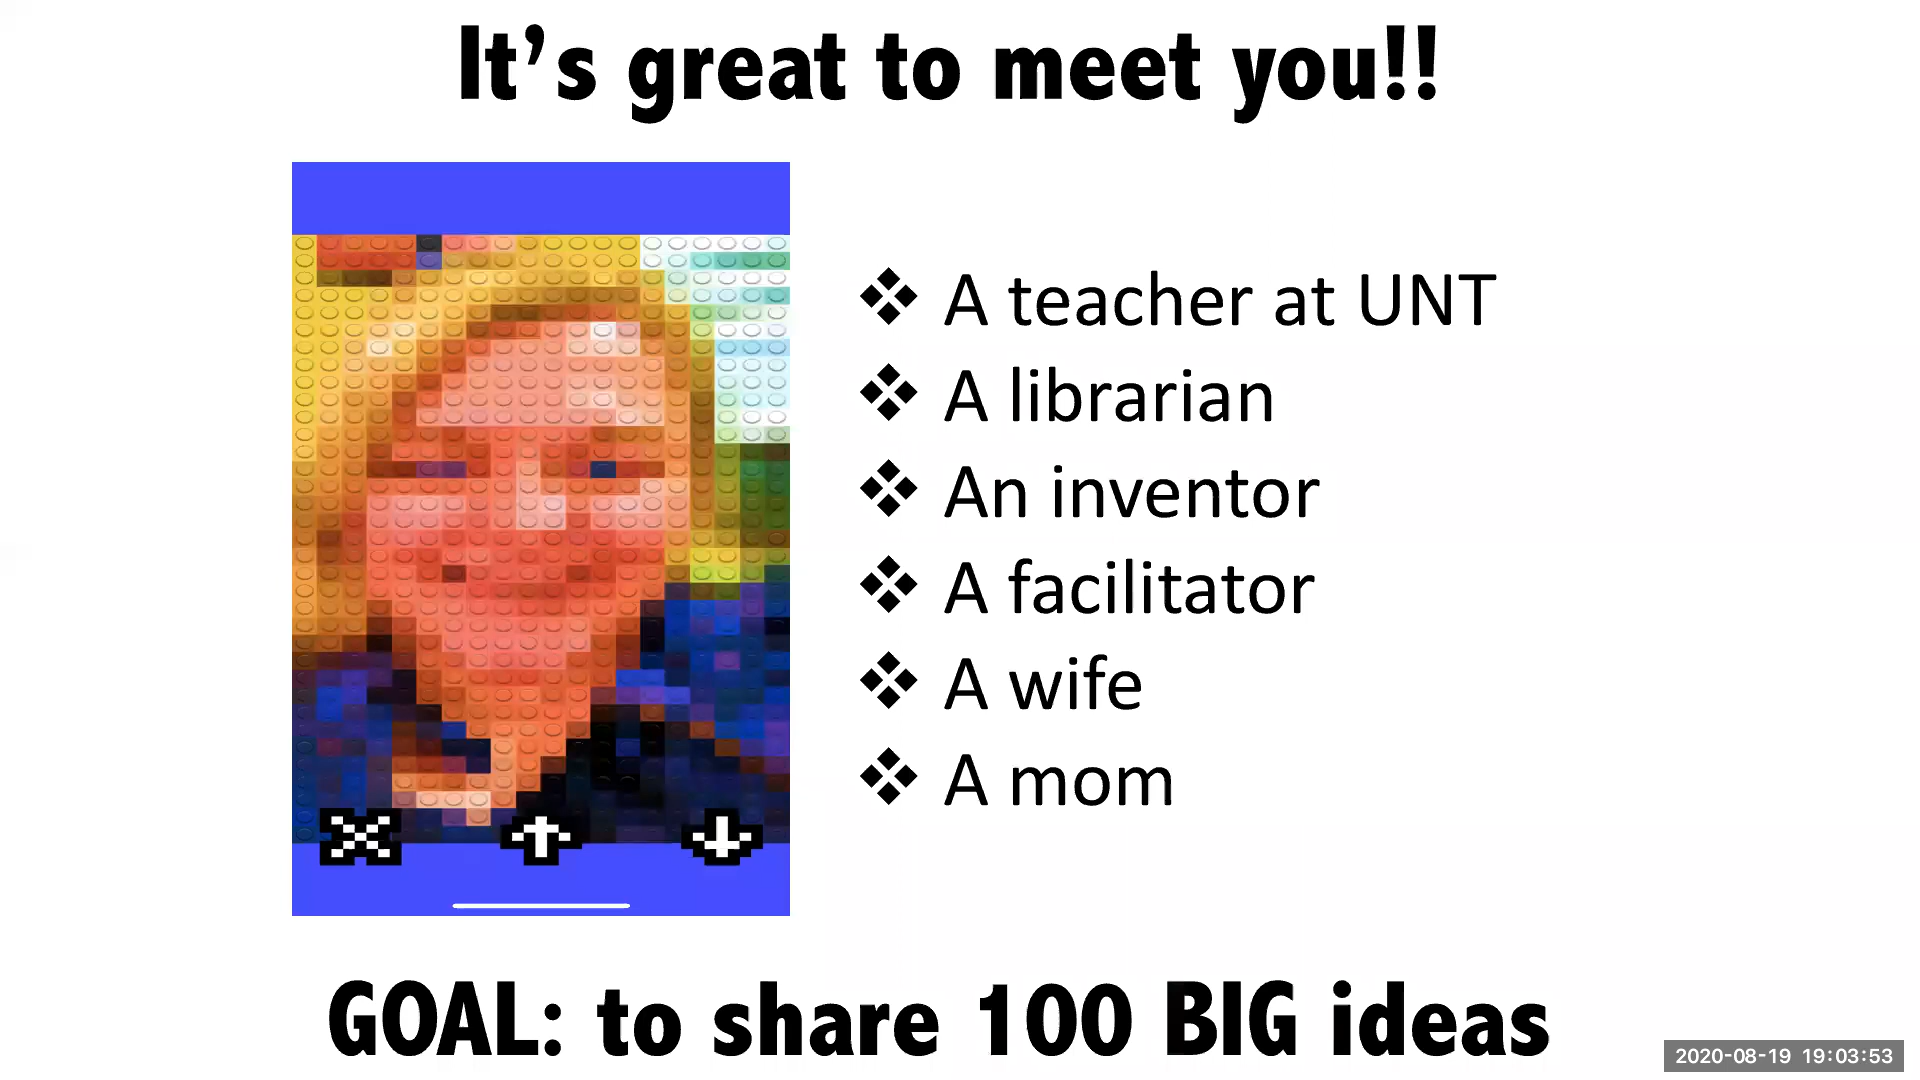 It’s great to meet you!!
A teacher at UNT
A librarian
An inventor
A facilitator
A wife
A mom
GOAL: to share 100 BIG ideas
2020-08-19 19:03:53